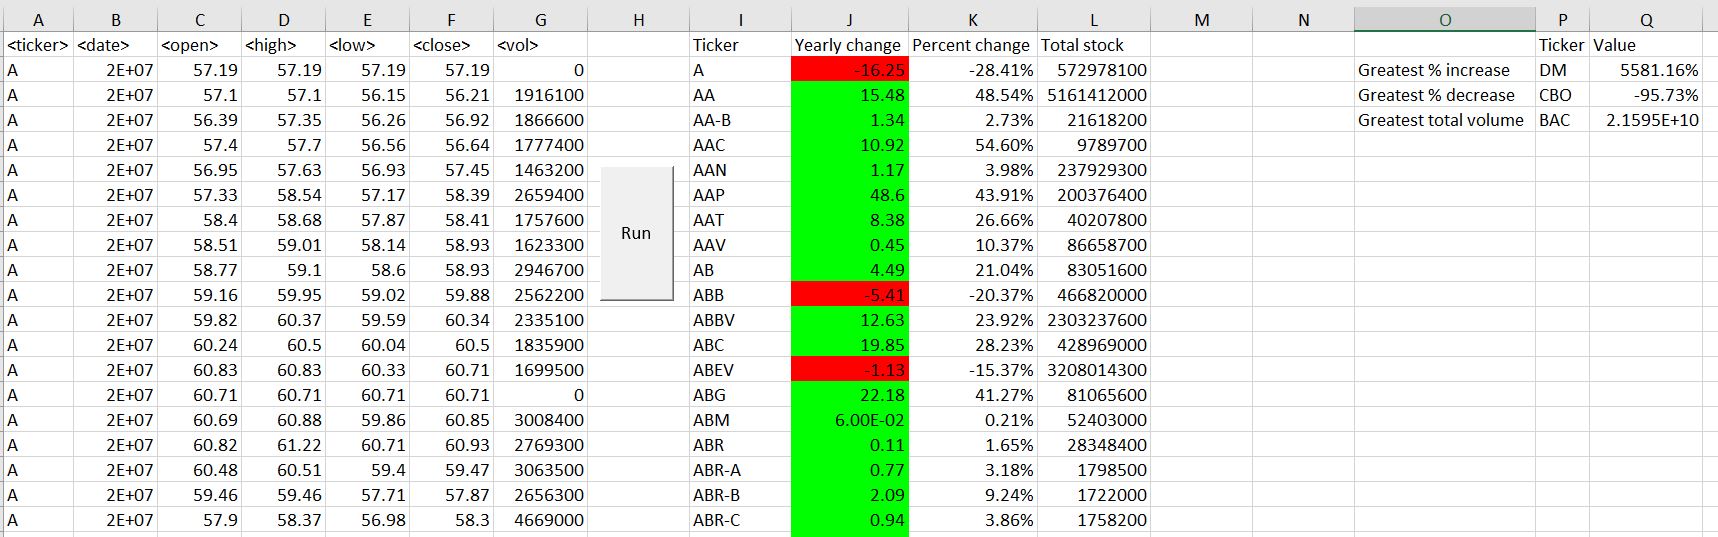 A B C D E F G H I J K L M N O P Q
<ticker> <date> <open> <high> <low> <close> <vol> Ticker Yearly change Percent change Total stock Ticker Value
A 2E+07 57.19 57.19 57.19 57.19 0 A -16.25 -28.41% 572978100 Greatest % increase DM 5581.16%
A 2E+07 57.1 57.1 56.15 56.21 1916100 AA 15.48 48.54% 5161412000 Greatest % decrease CBO -95.73%
A 2E+07 56.39 57.35 56.26 56.92 1866600 AA-B 1.34 2.73% 21618200 Greatest total volume BAC 2.1595E+10
A 2E+07 57.4 57.7 56.56 56.64 1777400 AAC 10.92 54.60% 9789700
A 2E+07 56.95 57.63 56.93 57.45 1463200 AAN 1.17 3.98% 237929300
A 2E+07 57.33 58.54 57.17 58.39 2659400 AAP 48.6 43.91% 200376400
A 2E+07 58.4 58.68 57.87 58.41 1757600 AAT 8.38 26.66% 40207800
Run
A 2E+07 58.51 59.01 58.14 58.93 1623300 AAV 0.45 10.37% 86658700
A 2E+07 58.77 59.1 58.6 58.93 2946700 AB 4.49 21.04% 83051600
A 2E+07 59.16 59.95 59.02 59.88 2562200 ABB -5.41 -20.37% 466820000
A 2E+07 59.82 60.37 59.59 60.34 2335100 ABBV 12.63 23.92% 2303237600
A 2E+07 60.24 60.5 60.04 60.5 1835900 ABC 19.85 28.23% 428969000
A 2E+07 60.83 60.83 60.33 60.71 1699500 ABEV -1.13 -15.37% 3208014300
A 2E+07 60.71 60.71 60.71 60.71 0 ABG 22.18 41.27% 81065600
A 2E+07 60.69 60.88 59.86 60.85 3008400 ABM 6.00E-02 0.21% 52403000
A 2E+07 60.82 61.22 60.71 60.93 2769300 ABR 0.11 1.65% 28348400
A 2E+07 60.48 60.51 59.4 59.47 3063500 ABR-A 0.77 3.18% 1798500
A 2E+07 59.46 59.46 57.71 57.87 2656300 ABR-B 2.09 9.24% 1722000
A 2E+07 57.9 58.37 56.98 58.3 4669000 ABR-C 0.94 3.86% 1758200